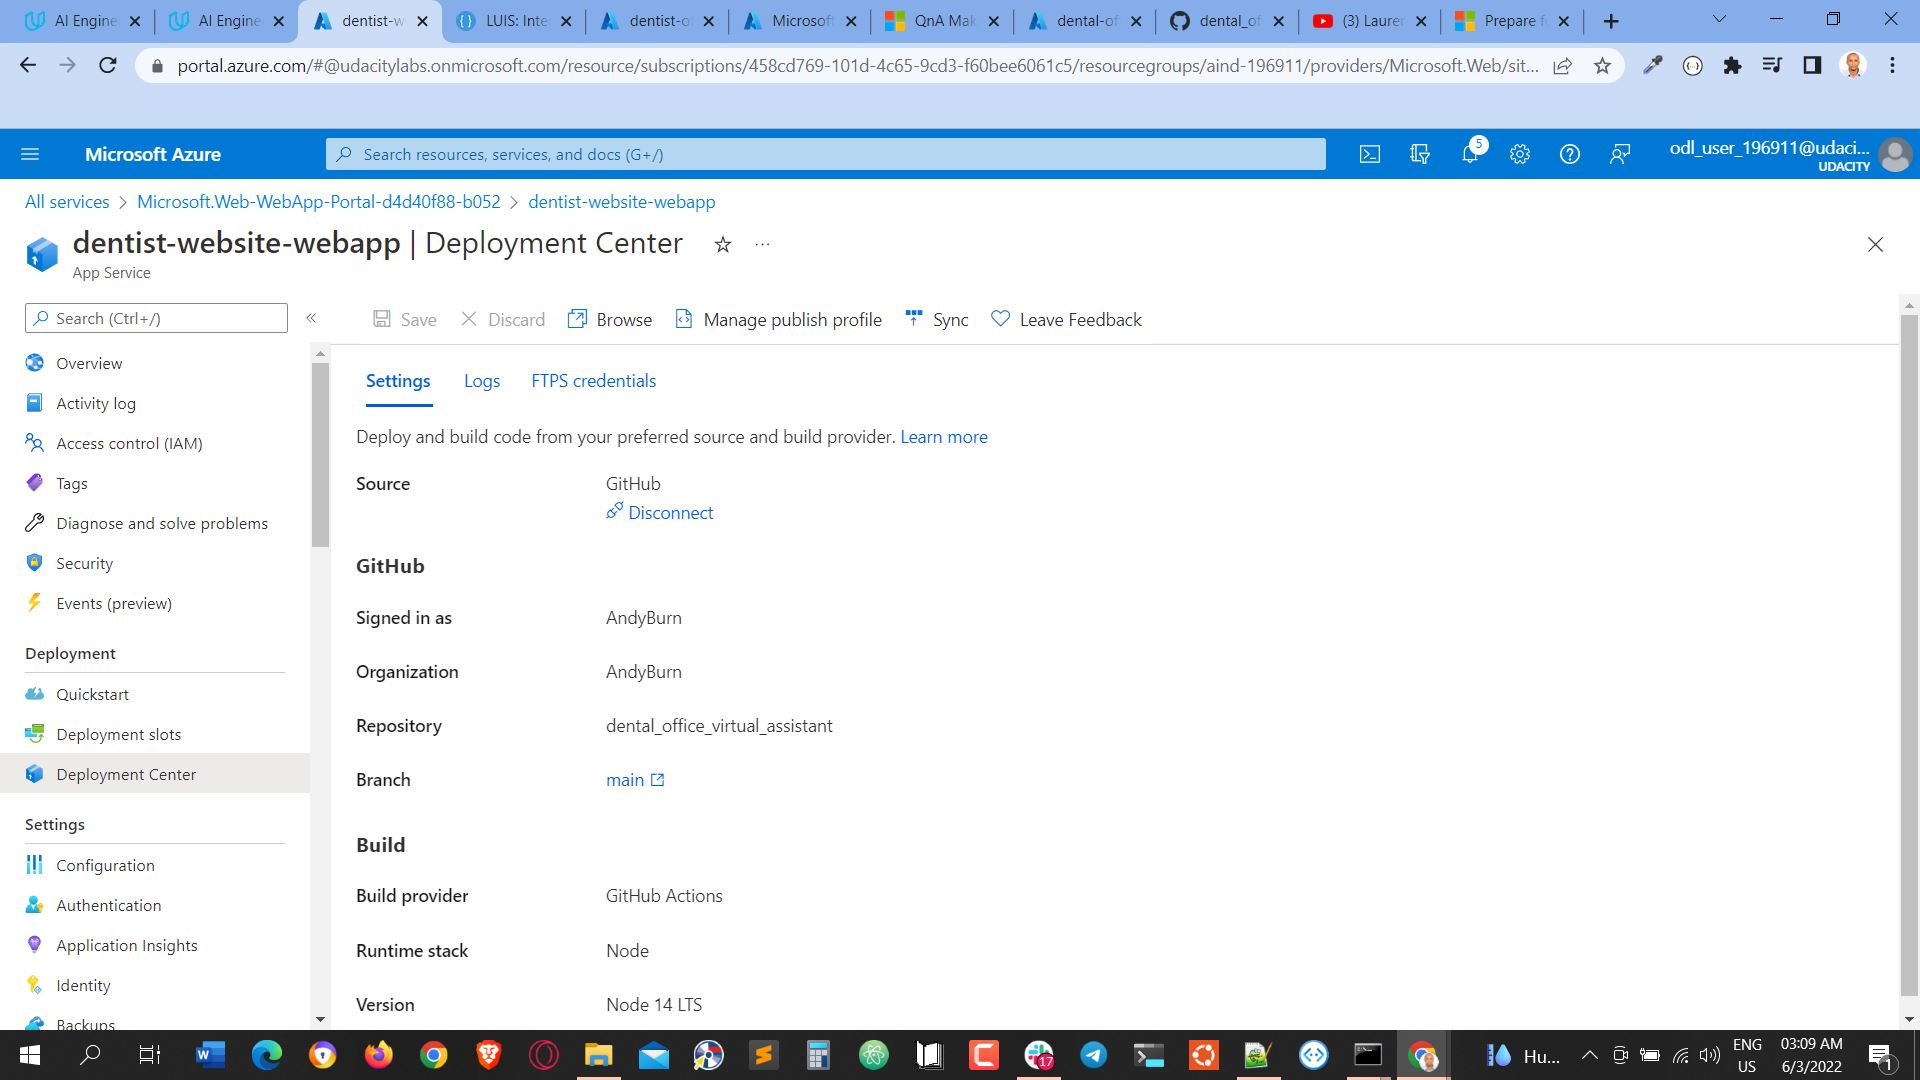 AI Engine
AI Engine
dentist-w
LUIS: Inte
dentist-o
Microsoft
QnA Mak
dental-of
dental_of
(3) Lauren
Prepare f
portal.azure.com/#@udacitylabs.onmicrosoft.com/resource/subscriptions/458cd769-101d-4c65-9cd3-f60bee6061c5/resourcegroups/aind-196911/providers/Microsoft.Web/sit...
Microsoft Azure
Search resources, services, and docs (G+/)
5
odl_user_196911@udaci...
UDACITY
All services > Microsoft.Web-WebApp-Portal-d4d40f88-b052 > dentist-website-webapp
dentist-website-webapp | Deployment Center
App Service
Search (Ctrl+/)
Save
Discard
Browse
Manage publish profile
Sync
Leave Feedback
Overview
Activity log
Access control (IAM)
Tags
Diagnose and solve problems
Security
Events (preview)
Deployment
Quickstart
Deployment slots
Deployment Center
Settings
Configuration
Authentication
Application Insights
Identity
Backups
Settings
Logs
FTPS credentials
Deploy and build code from your preferred source and build provider. Learn more
Source GitHub
Disconnect
GitHub
Signed in as AndyBurn
Organization AndyBurn
Repository dental_office_virtual_assistant
Branch main
Build
Build provider GitHub Actions
Runtime stack Node
Version Node 14 LTS
17
Hu...
ENG
US
03:09 AM
6/3/2022
1